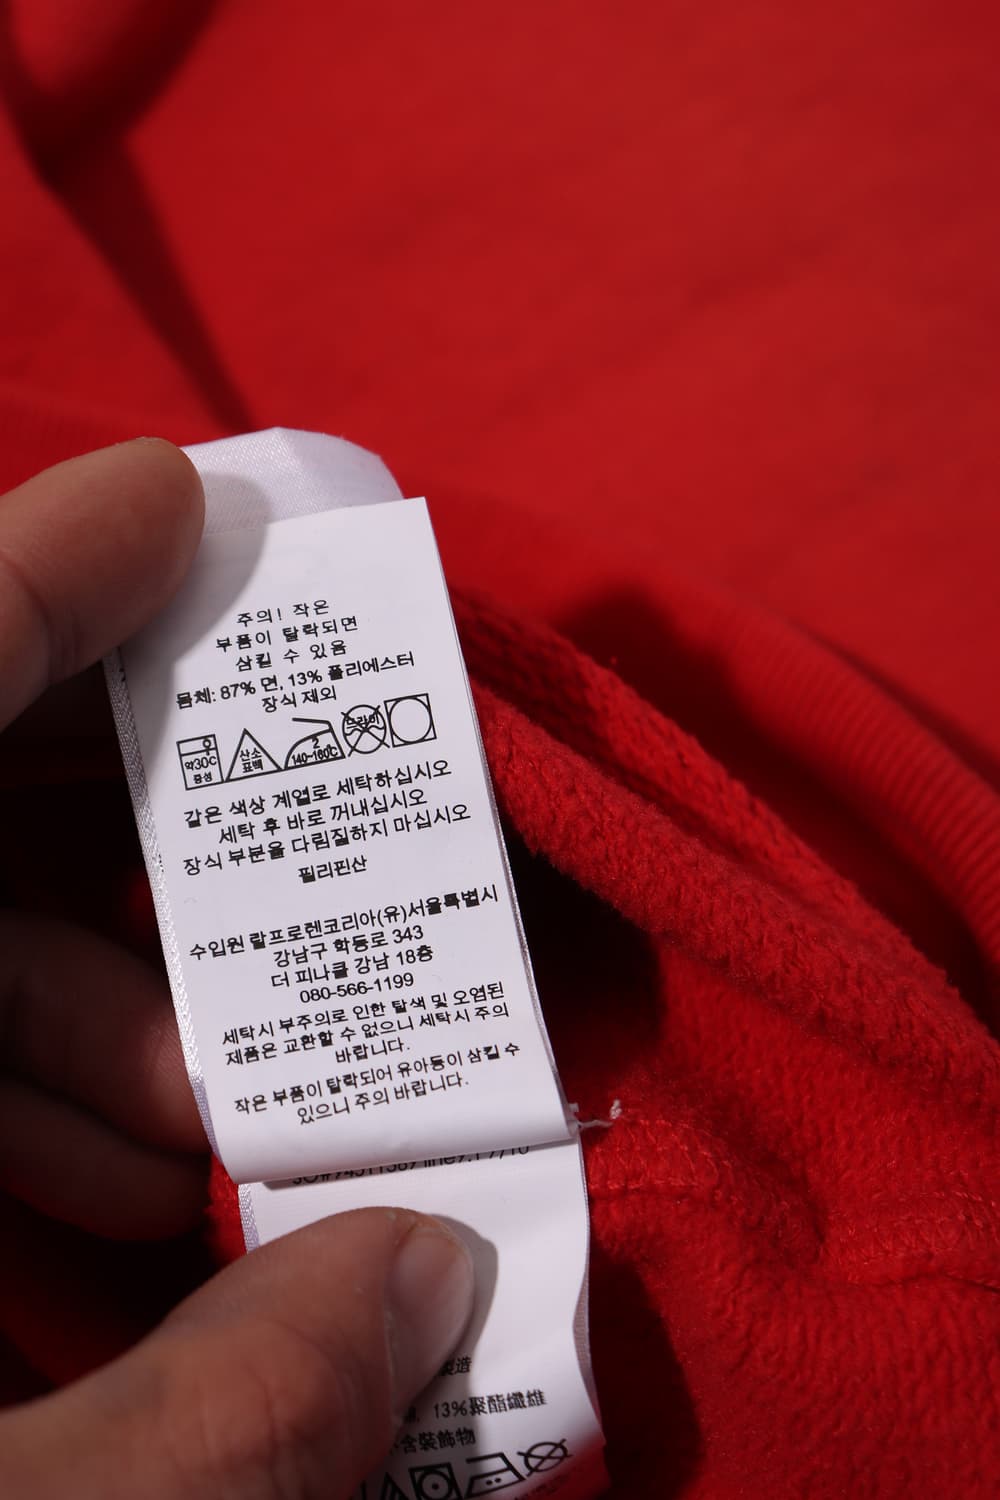 주의! 작은
부품이 탈락되면
삼킬 수 있음
몸체: 87% 면, 13% 폴리에스터
장식 제외
약30℃
중성
산소
표백
2
140~160℃
드라이
같은 색상 계열로 세탁하십시오
세탁 후 바로 꺼내십시오
장식 부분을 다림질하지 마십시오
필리핀산
수입원 랄프로렌코리아(유)서울특별시
강남구 학동로 343
더 피나클 강남 18층
080-566-1199
세탁시 부주의로 인한 탈색 및 오염된
제품은 교환할 수 없으니 세탁시 주의
바랍니다.
작은 부품이 탈락되어 유아등이 삼킬 수
있으니 주의 바랍니다.
製造
13%聚酯纖維
含裝飾物